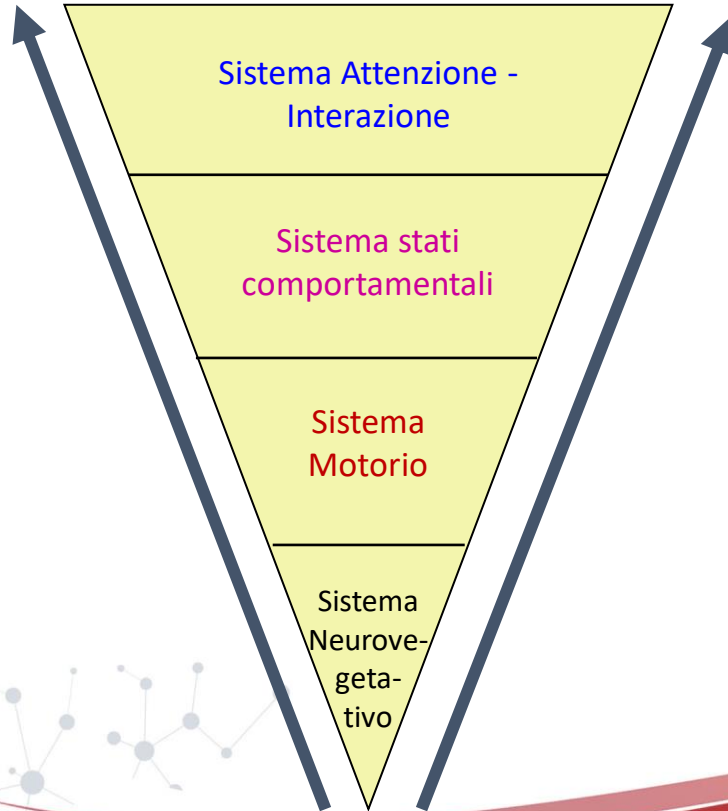 Sistema Attenzione -
Interazione
Sistema stati
comportamentali
Sistema
Motorio
Sistema
Neurove-
geta-
tivo